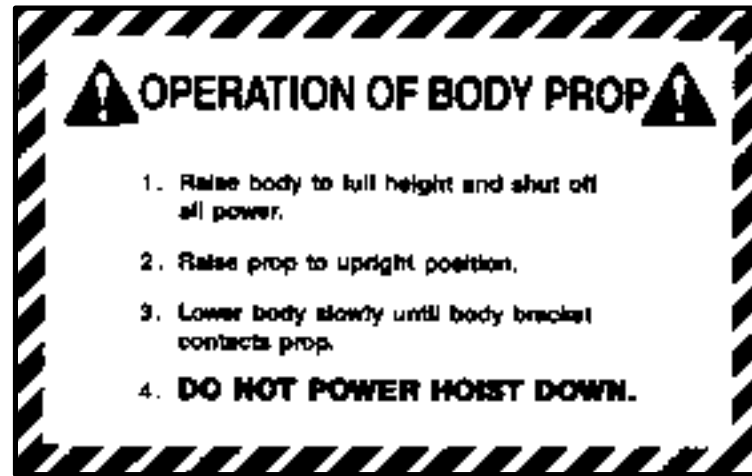 OPERATION OF BODY PROP
1. Raise body to full height and shut off
all power.
2. Raise prop to upright position.
3. Lower body slowly until body bracket
contacts prop.
4. DO NOT POWER HOIST DOWN.